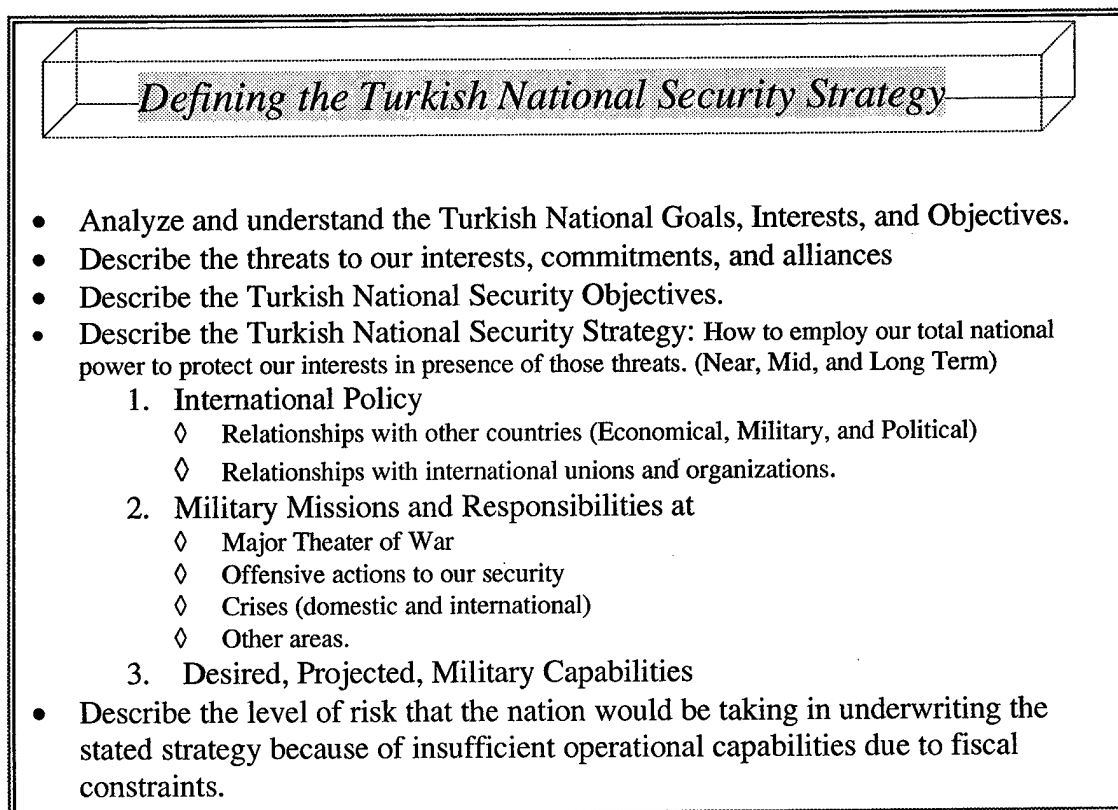 Defining the Turkish National Security Strategy
• Analyze and understand the Turkish National Goals, Interests, and Objectives.
• Describe the threats to our interests, commitments, and alliances
• Describe the Turkish National Security Objectives.
• Describe the Turkish National Security Strategy: How to employ our total national
power to protect our interests in presence of those threats. (Near, Mid, and Long Term)
1. International Policy
◊ Relationships with other countries (Economical, Military, and Political)
◊ Relationships with international unions and organizations.
2. Military Missions and Responsibilities at
◊ Major Theater of War
◊ Offensive actions to our security
◊ Crises (domestic and international)
◊ Other areas.
3. Desired, Projected, Military Capabilities
• Describe the level of risk that the nation would be taking in underwriting the
stated strategy because of insufficient operational capabilities due to fiscal
constraints.